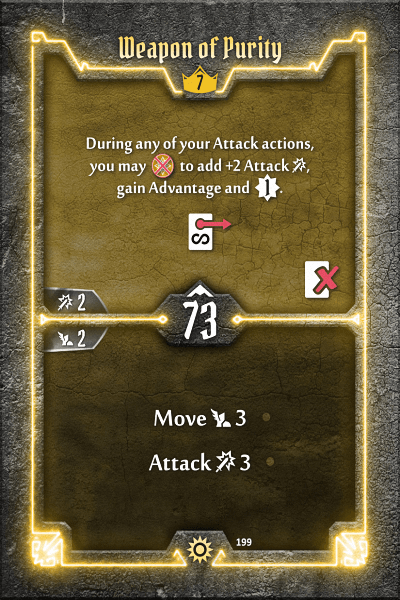 Weapon of Purity
7
During any of your Attack actions,
you may to add +2 Attack,
gain Advantage and 1.
2
73
2
Move 3
Attack 3
199